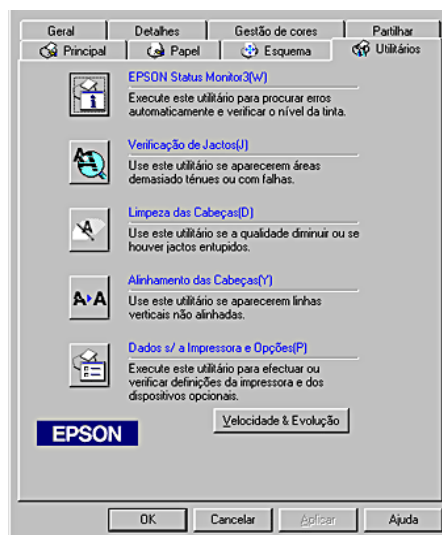 Geral Detalhes Gestão de cores Partilhar
Principal Papel Esquema Utilitários
EPSON Status Monitor3(W)
Execute este utilitário para procurar erros
automaticamente e verificar o nível da tinta.
Verificação de Jactos(J)
Use este utilitário se aparecerem áreas
demasiado ténues ou com falhas.
Limpeza das Cabeças(D)
Use este utilitário se a qualidade diminuir ou se
houver jactos entupidos.
A▸A
Alinhamento das Cabeças(Y)
Use este utilitário se aparecerem linhas
verticais não alinhadas.
Dados s/ a Impressora e Opções(P)
Execute este utilitário para efectuar ou
verificar definições da impressora e dos
dispositivos opcionais.
Velocidade & Evolução
EPSON
OK Cancelar Aplicar Ajuda